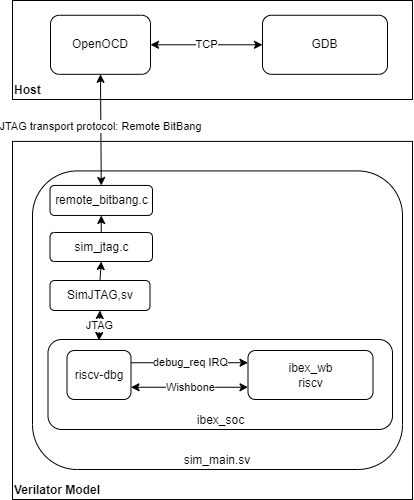 OpenOCD
TCP
GDB
Host
JTAG transport protocol: Remote BitBang
remote_bitbang.c
sim_jtag.c
SimJTAG,sv
JTAG
riscv-dbg
debug_req IRQ
Wishbone
ibex_wb
riscv
ibex_soc
sim_main.sv
Verilator Model